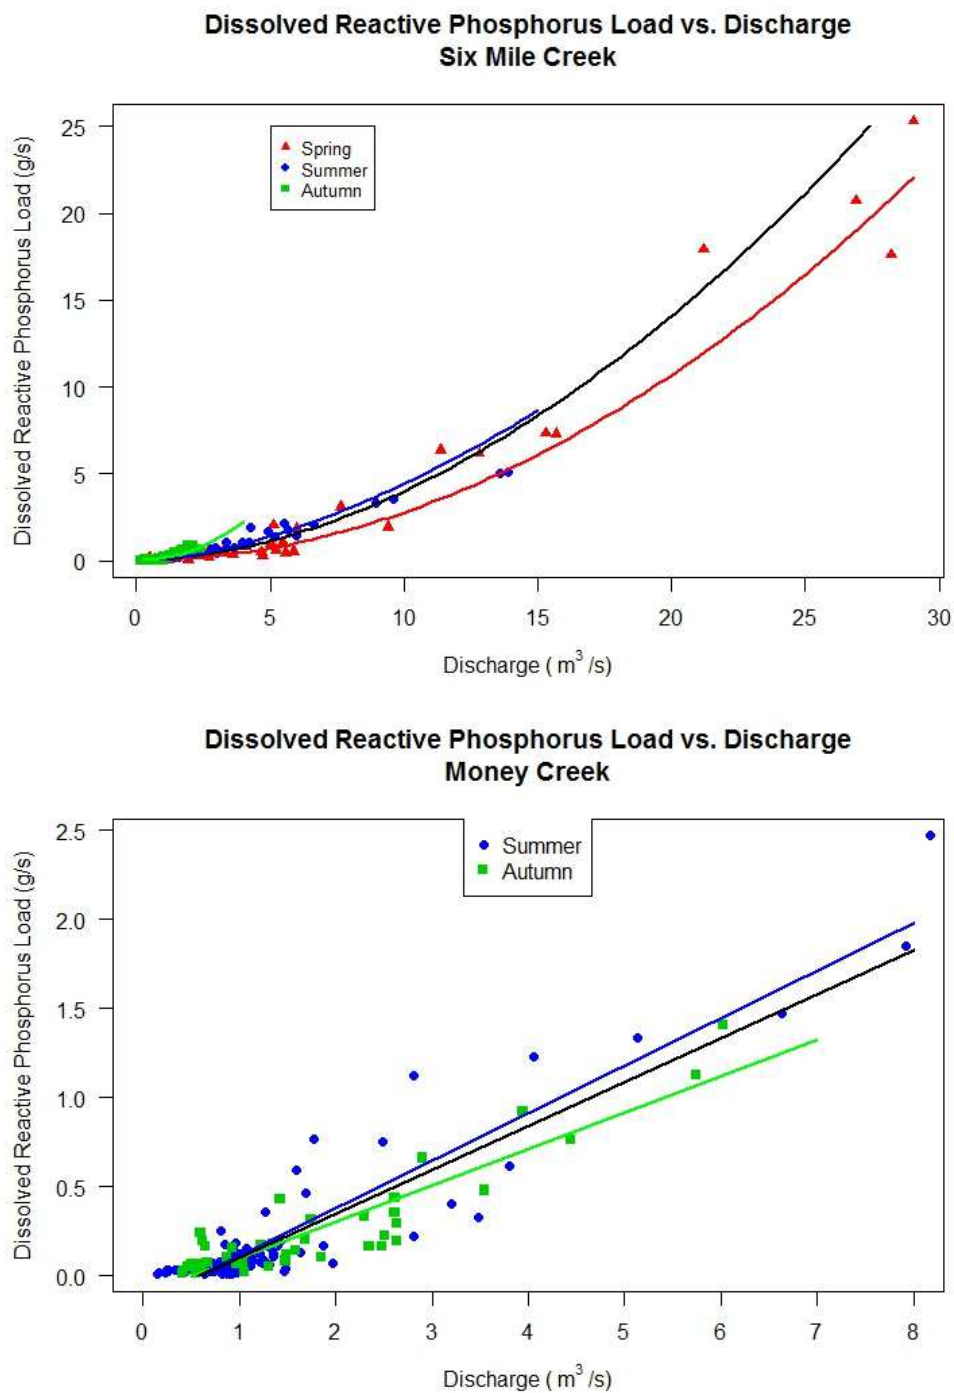 Dissolved Reactive Phosphorus Load vs. Discharge
Six Mile Creek
Dissolved Reactive Phosphorus Load (g/s)
25
20
15
10
5
0
Spring
Summer
Autumn
0 5 10 15 20 25 30
Discharge ( m³ /s)
Dissolved Reactive Phosphorus Load vs. Discharge
Money Creek
Dissolved Reactive Phosphorus Load (g/s)
2.5
2.0
1.5
1.0
0.5
0.0
Summer
Autumn
0 1 2 3 4 5 6 7 8
Discharge ( m³ /s)